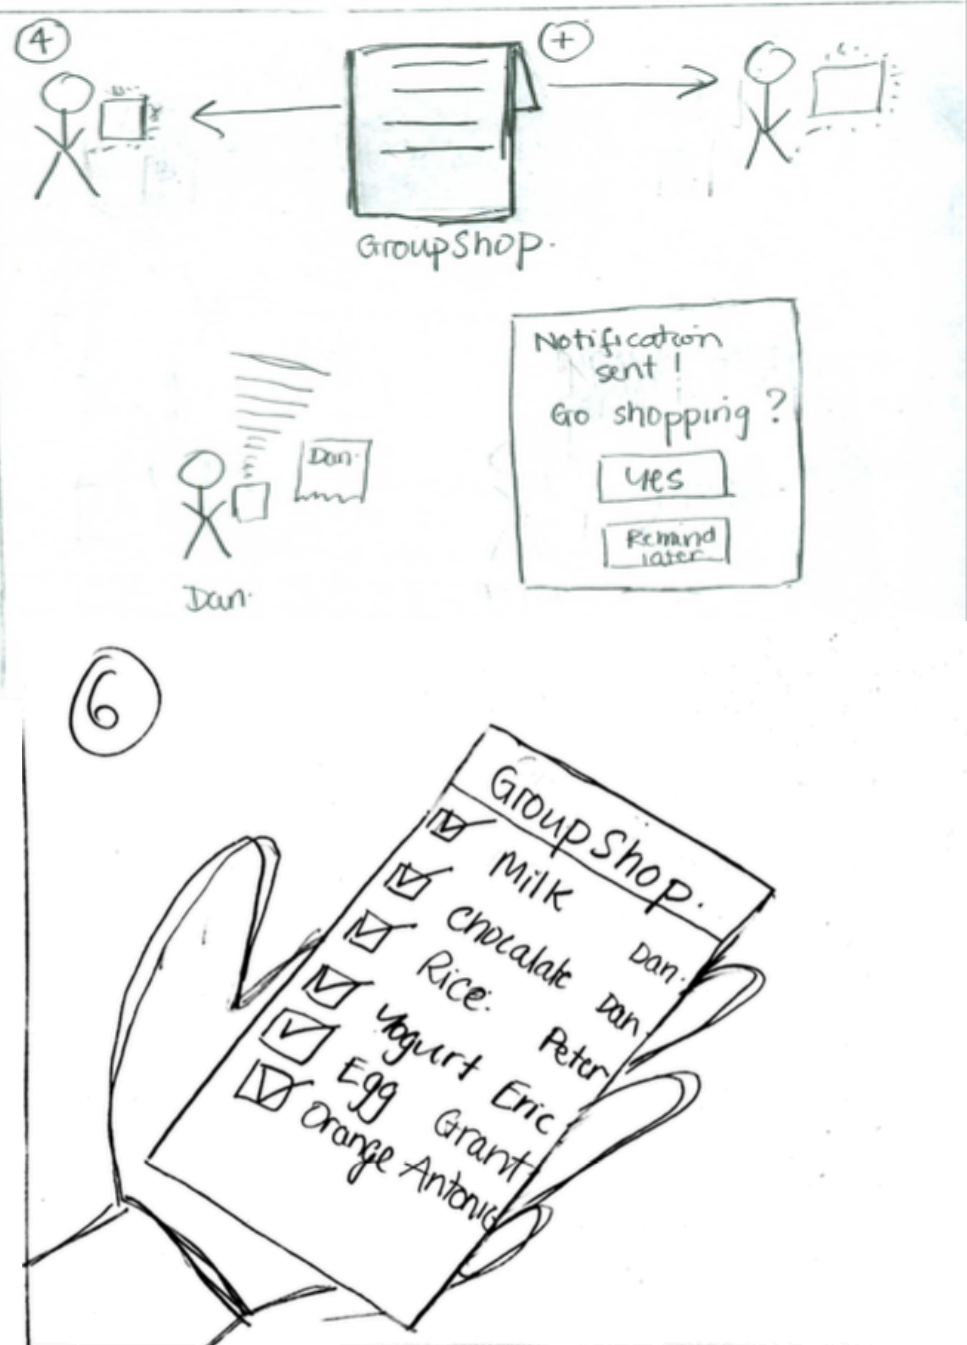 4
+
GroupShop.
Notification
sent!
Go shopping?
Yes
Remind
later
Dan.
Dan.
6
GroupShop.
Milk Dan.
Chocalate Dan.
Rice. Peter
Yogurt Eric
Egg Grant
Orange Antonio